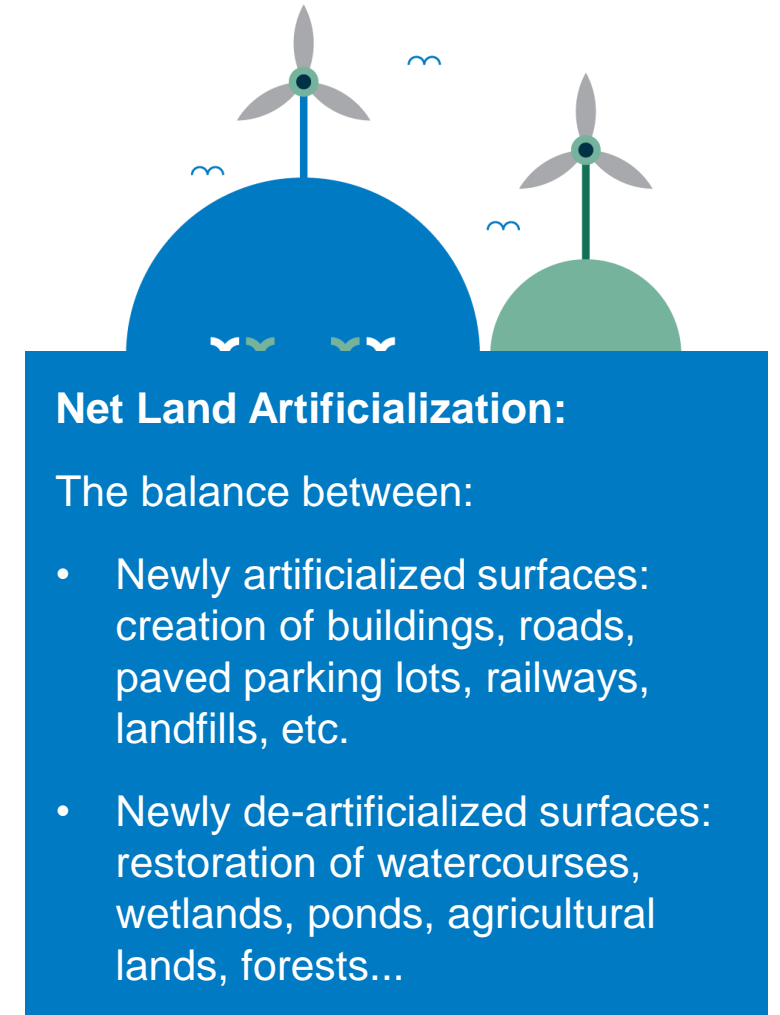 Net Land Artificialization:
The balance between:
• Newly artificialized surfaces:
creation of buildings, roads,
paved parking lots, railways,
landfills, etc.
• Newly de-artificialized surfaces:
restoration of watercourses,
wetlands, ponds, agricultural
lands, forests...